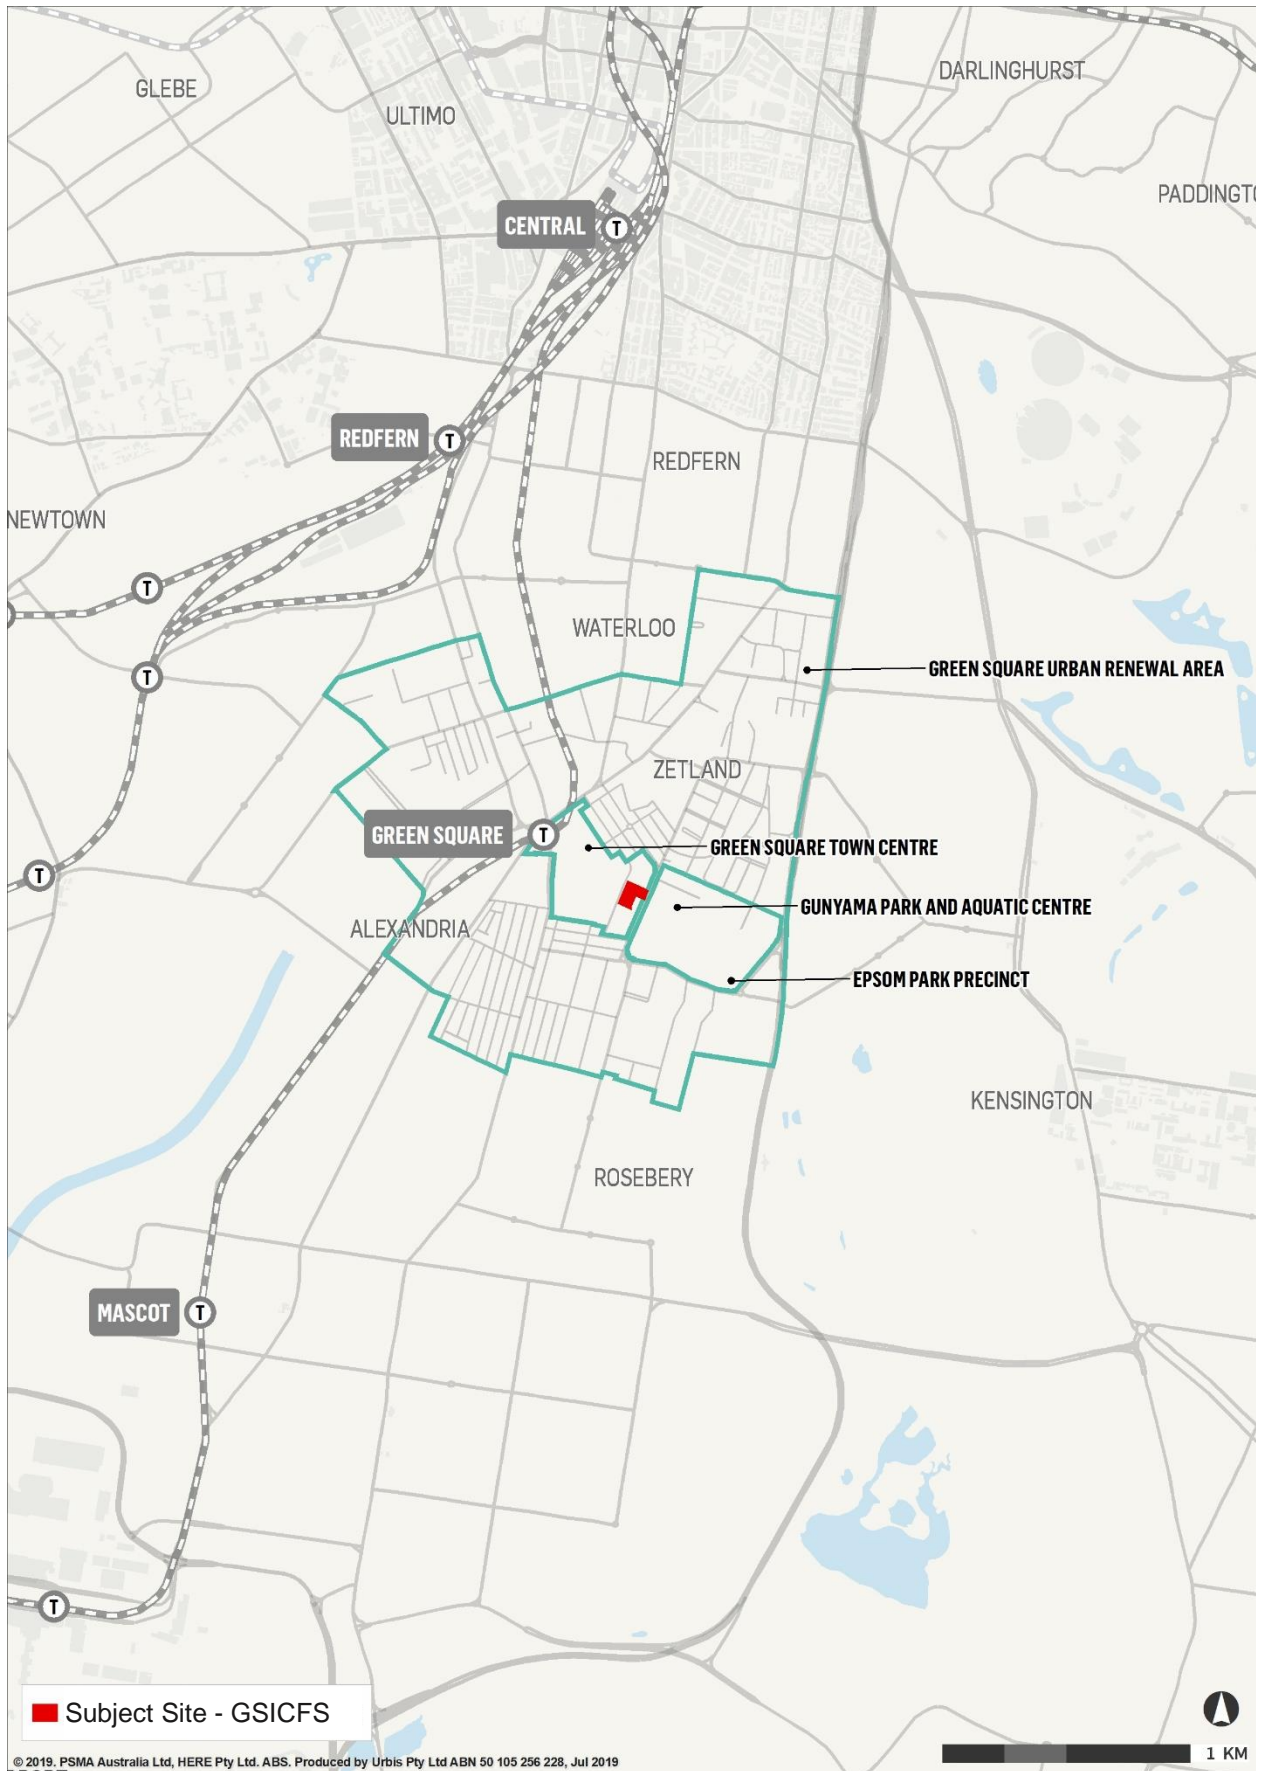 DARLINGHURST
GLEBE
ULTIMO
PADDINGT
CENTRAL
T
REDFERN
T
REDFERN
NEWTOWN
T
WATERLOO
GREEN SQUARE URBAN RENEWAL AREA
T
ZETLAND
GREEN SQUARE
T
GREEN SQUARE TOWN CENTRE
T
GUNYAMA PARK AND AQUATIC CENTRE
ALEXANDRIA
EPSOM PARK PRECINCT
KENSINGTON
ROSEBERY
MASCOT
T
T
Subject Site - GSICFS
1 KM
© 2019. PSMA Australia Ltd, HERE Pty Ltd. ABS. Produced by Urbis Pty Ltd ABN 50 105 256 228, Jul 2019